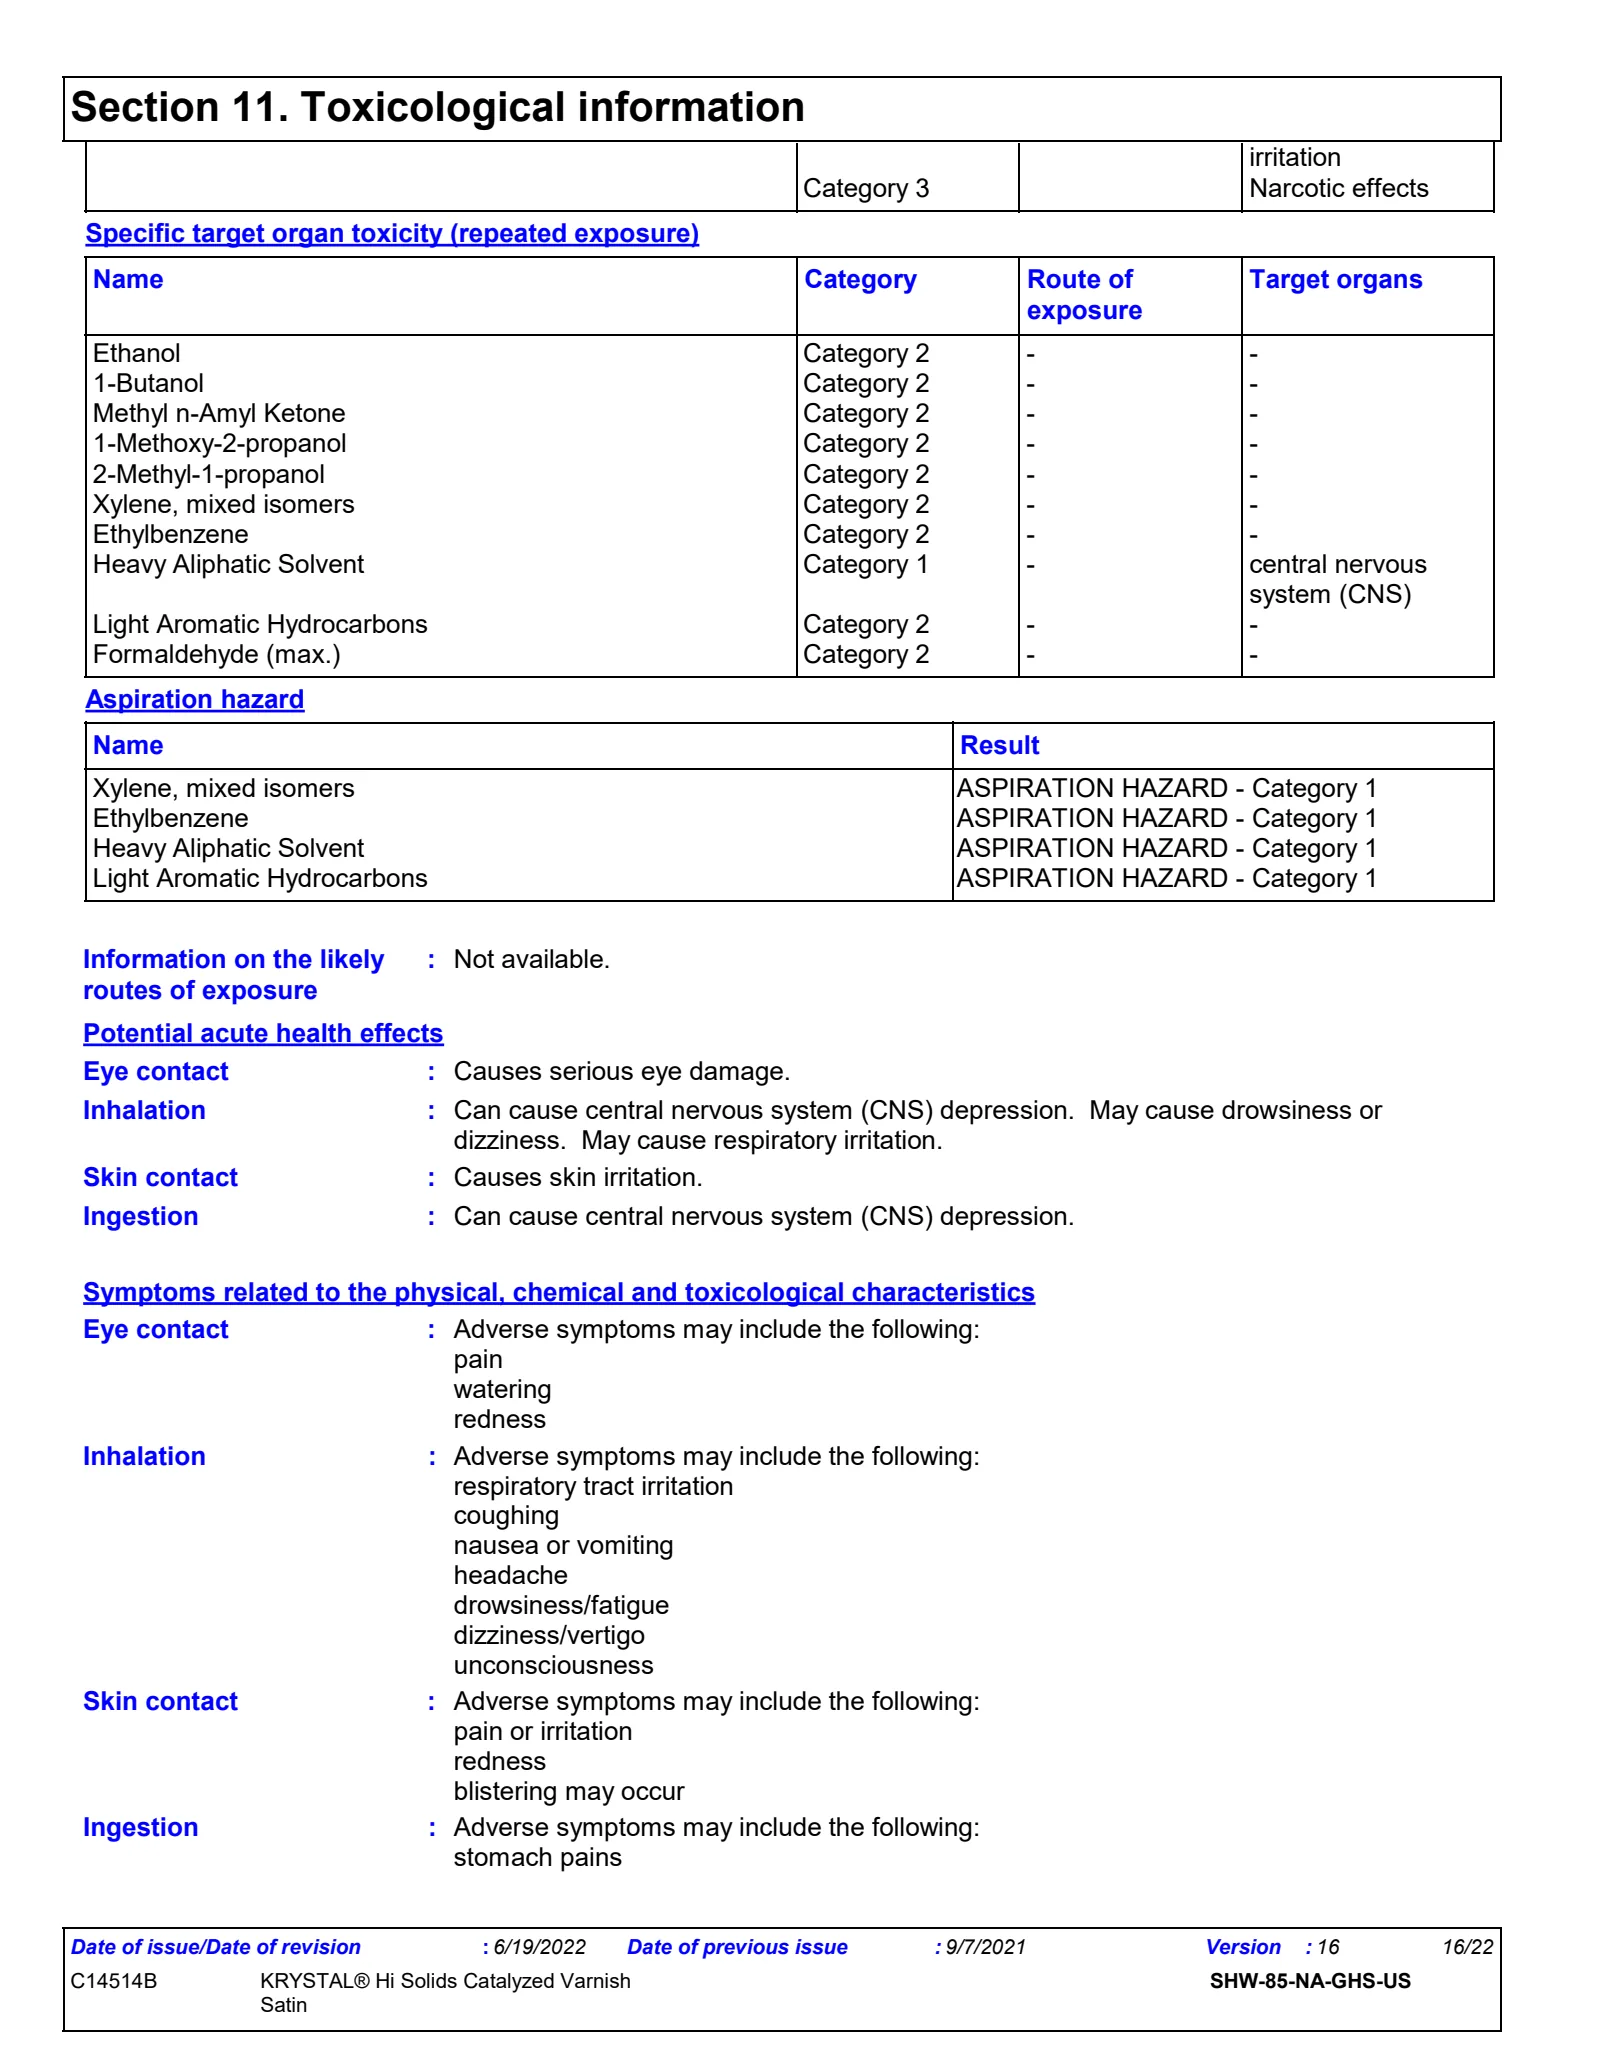 Section 11. Toxicological information
irritation
Category 3 Narcotic effects
Specific target organ toxicity (repeated exposure)
Name Category Route of Target organs
exposure
Ethanol Category 2 - -
1-Butanol Category 2 - -
Methyl n-Amyl Ketone Category 2 - -
1-Methoxy-2-propanol Category 2 - -
2-Methyl-1-propanol Category 2 - -
Xylene, mixed isomers Category 2 - -
Ethylbenzene Category 2 - -
Heavy Aliphatic Solvent Category 1 - central nervous
system (CNS)
Light Aromatic Hydrocarbons Category 2 - -
Formaldehyde (max.) Category 2 - -
Aspiration hazard
Name Result
Xylene, mixed isomers ASPIRATION HAZARD - Category 1
Ethylbenzene ASPIRATION HAZARD - Category 1
Heavy Aliphatic Solvent ASPIRATION HAZARD - Category 1
Light Aromatic Hydrocarbons ASPIRATION HAZARD - Category 1
Information on the likely : Not available.
routes of exposure
Potential acute health effects
Eye contact : Causes serious eye damage.
Inhalation : Can cause central nervous system (CNS) depression. May cause drowsiness or
dizziness. May cause respiratory irritation.
Skin contact : Causes skin irritation.
Ingestion : Can cause central nervous system (CNS) depression.
Symptoms related to the physical, chemical and toxicological characteristics
Eye contact : Adverse symptoms may include the following:
pain
watering
redness
Inhalation : Adverse symptoms may include the following:
respiratory tract irritation
coughing
nausea or vomiting
headache
drowsiness/fatigue
dizziness/vertigo
unconsciousness
Skin contact : Adverse symptoms may include the following:
pain or irritation
redness
blistering may occur
Ingestion : Adverse symptoms may include the following:
stomach pains
Date of issue/Date of revision : 6/19/2022 Date of previous issue : 9/7/2021 Version : 16 16/22
C14514B KRYSTAL® Hi Solids Catalyzed Varnish SHW-85-NA-GHS-US
Satin